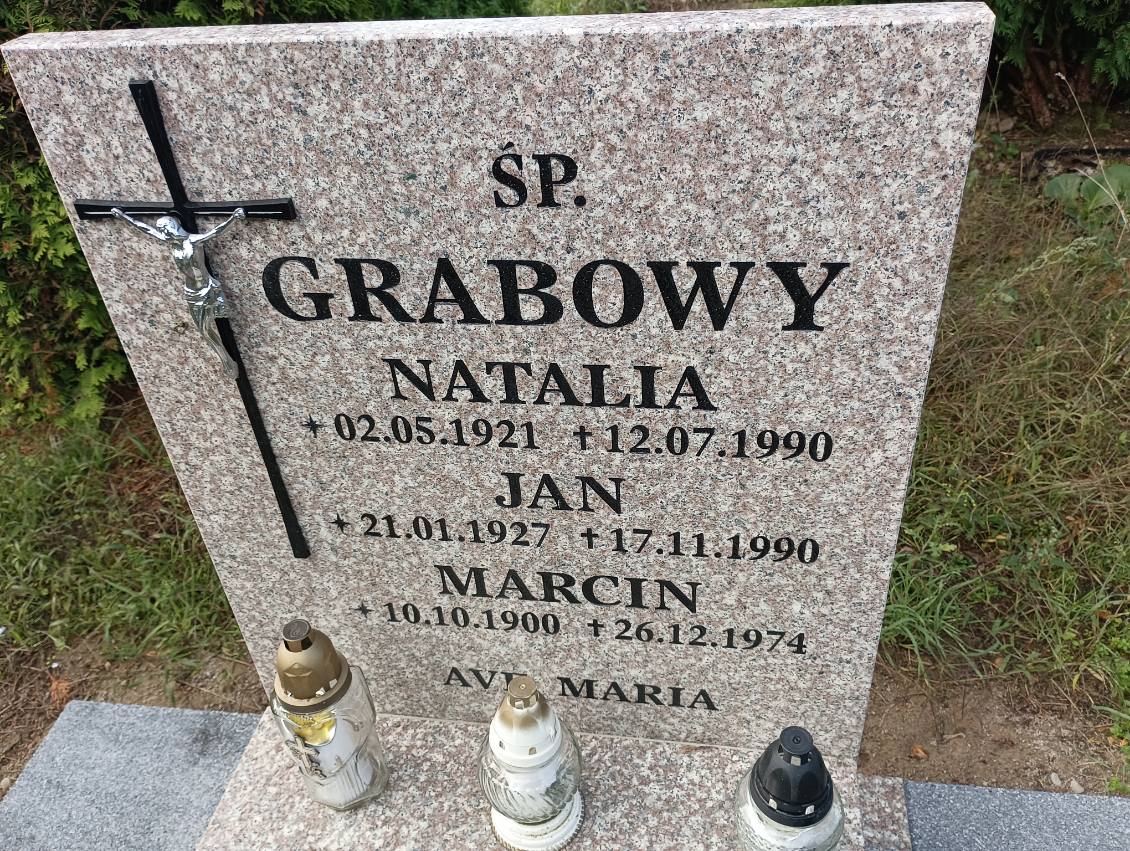 ŚP.
GRABOWY
NATALIA
02.05.1921 †12.07.1990
JAN
21.01.1927 †17.11.1990
MARCIN
10.10.1900 †26.12.1974
AVE MARIA